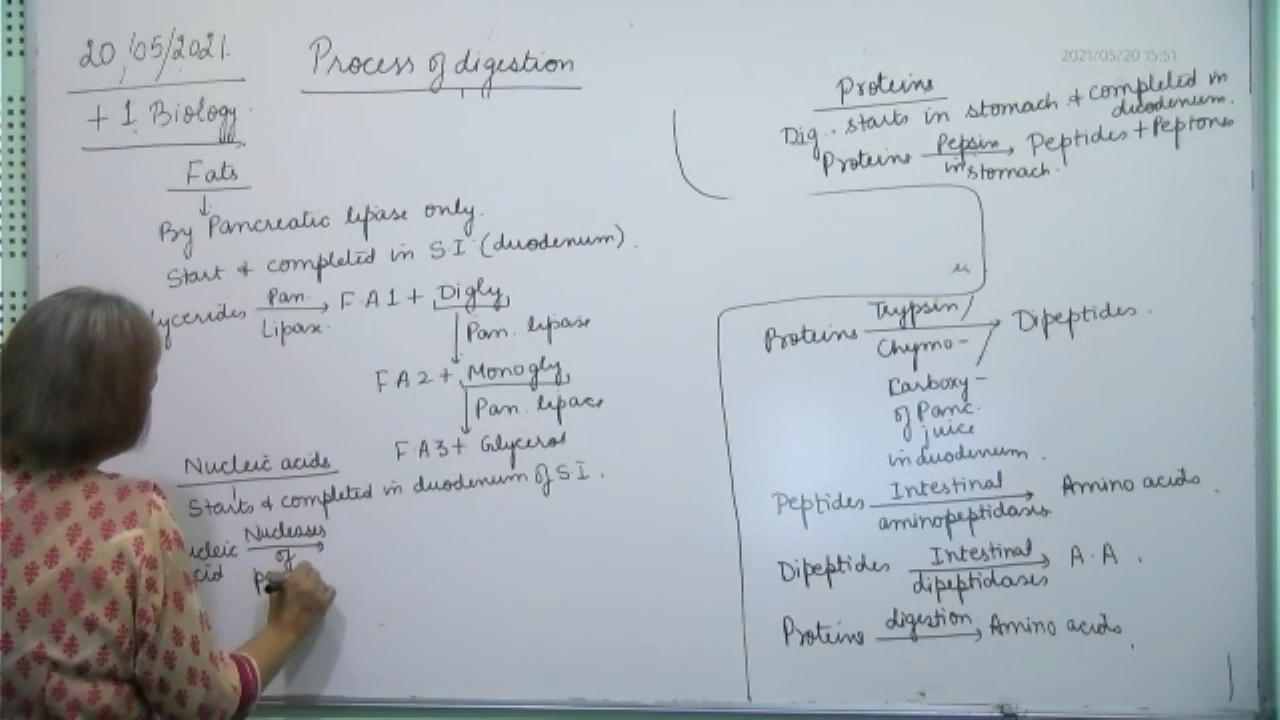 20/05/2021.
+ 1 Biology
Process of digestion
2021/05/20 15:51
Fats
↓
By Pancreatic lipase only.
Start & completed in S I (duodenum).
lycerides Pan. Lipase → F A 1 + Digly,
↓ Pan. lipase
F A 2 + Monogly,
↓ Pan. lipase
F.A 3 + Glycerol
Nucleic acids
Starts & completed in duodenum of S.I.
ucleic Nucleases →
cid of
Proteins
Dig.. starts in stomach & completed in
duodenum.
Proteins Pepsin → Peptides + Peptones
in stomach.
Proteins Trypsin/ → Dipeptides.
Chymo-/
Carboxy-
of Panc.
juice
in duodenum.
Peptides Intestinal → Amino acids.
aminopeptidases
Dipeptides Intestinal → A.A.
dipeptidases
Proteins digestion → Amino acids.